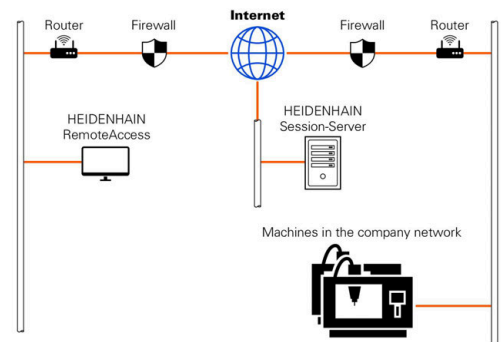 Internet
Router
Firewall
Firewall
Router
HEIDENHAIN
RemoteAccess
HEIDENHAIN
Session-Server
Machines in the company network